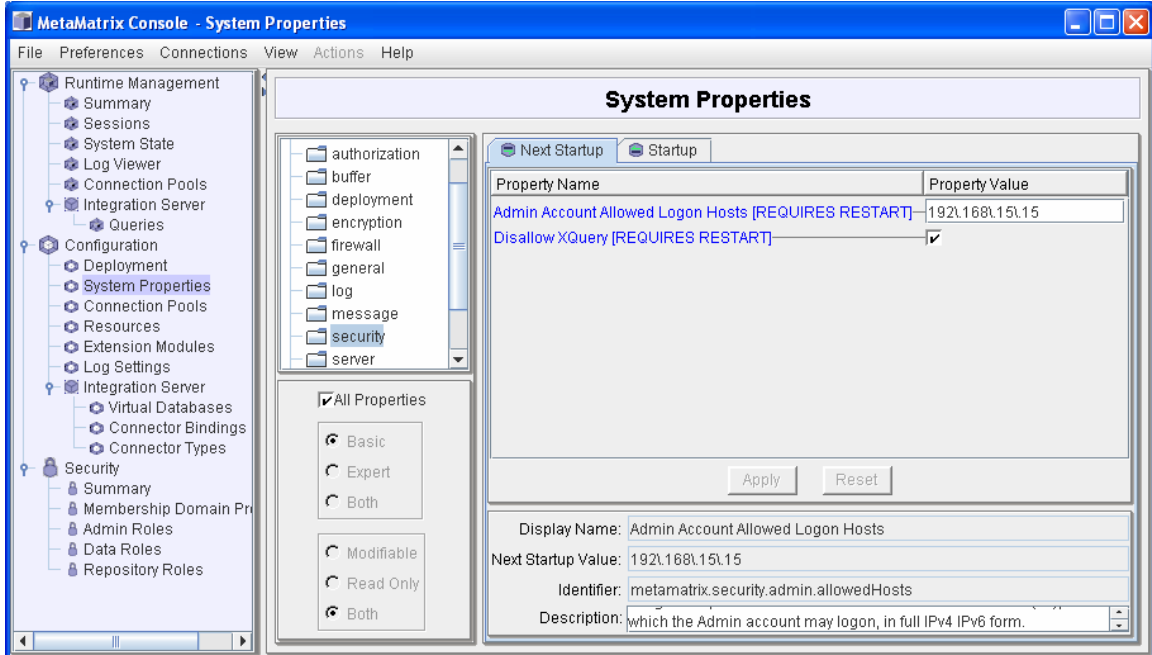 MetaMatrix Console - System Properties
File Preferences Connections View Actions Help
Runtime Management
Summary
Sessions
System State
Log Viewer
Connection Pools
Integration Server
Queries
Configuration
Deployment
System Properties
Connection Pools
Resources
Extension Modules
Log Settings
Integration Server
Virtual Databases
Connector Bindings
Connector Types
Security
Summary
Membership Domain Pr
Admin Roles
Data Roles
Repository Roles
System Properties
authorization
buffer
deployment
encryption
firewall
general
log
message
security
server
All Properties
Basic
Expert
Both
Modifiable
Read Only
Both
Next Startup Startup
Property Name Property Value
Admin Account Allowed Logon Hosts [REQUIRES RESTART] 192\.168\.15\.15
Disallow XQuery [REQUIRES RESTART]
Apply Reset
Display Name: Admin Account Allowed Logon Hosts
Next Startup Value: 192\.168\.15\.15
Identifier: metamatrix.security.admin.allowedHosts
Description: which the Admin account may logon, in full IPv4 IPv6 form.